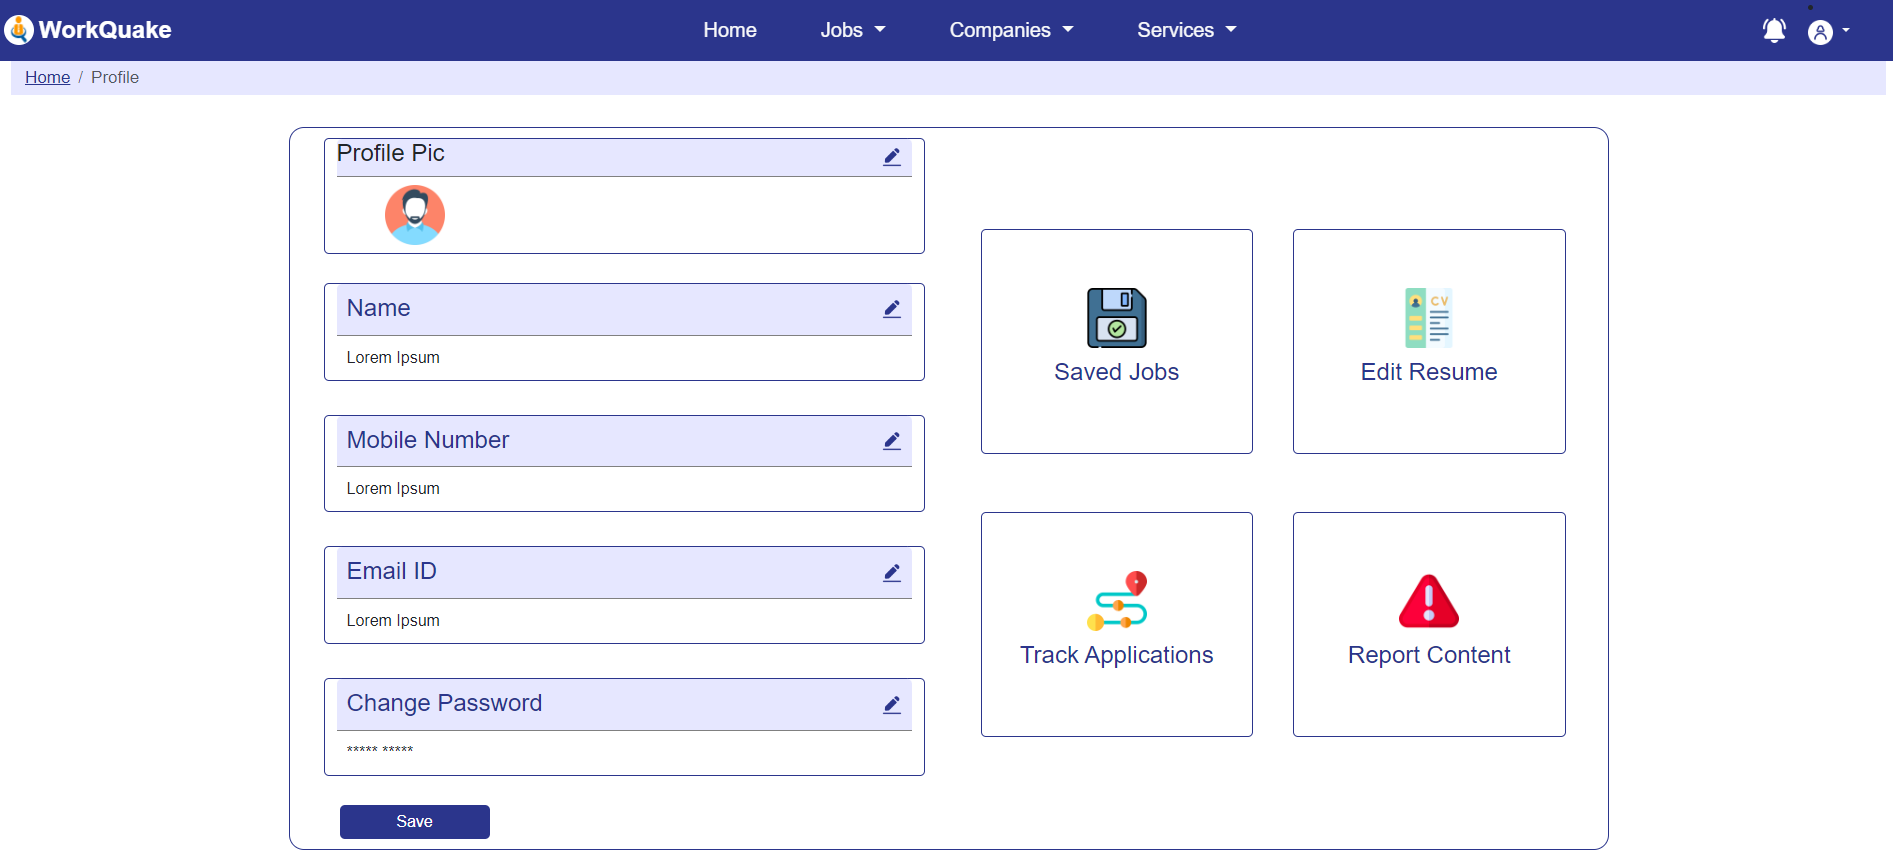 WorkQuake
Home Jobs Companies Services
Home / Profile
Profile Pic
Name
Lorem Ipsum
Mobile Number
Lorem Ipsum
Email ID
Lorem Ipsum
Change Password
***** *****
Save
Saved Jobs
CV
Edit Resume
Track Applications
Report Content